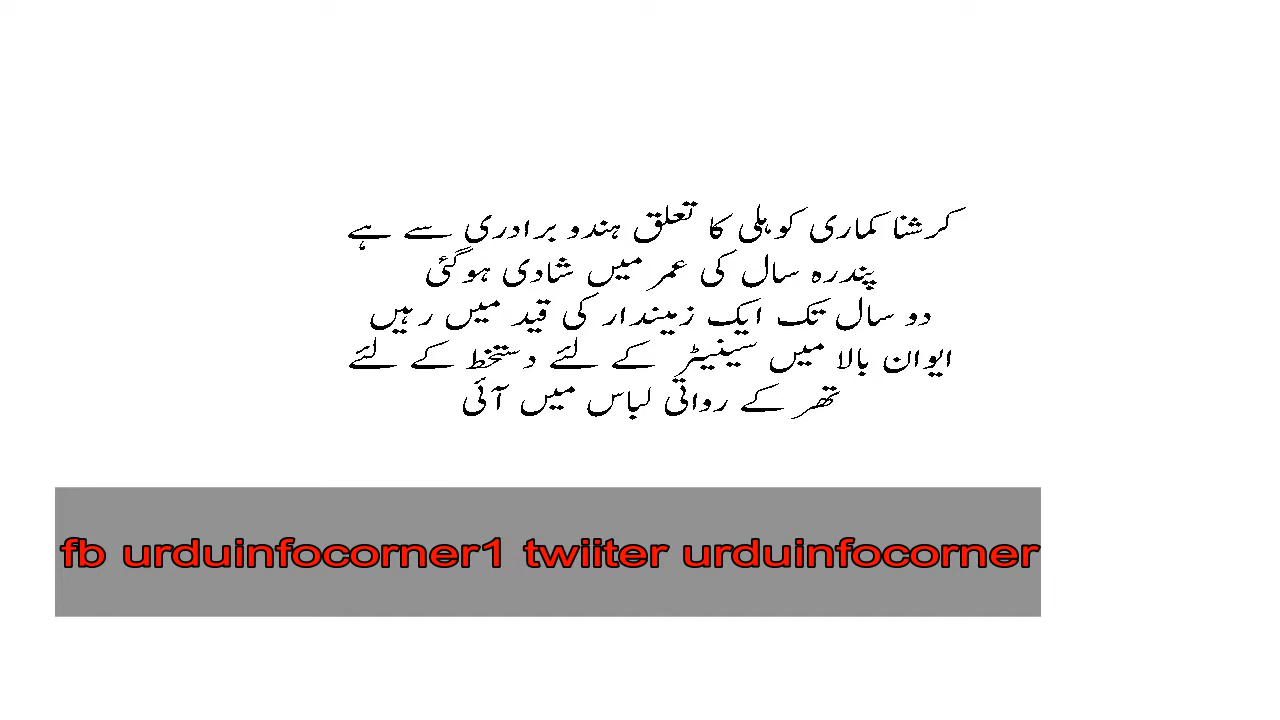 کرشنا کماری کوہلی کا تعلق ہندو برادری سے ہے
پندرہ سال کی عمر میں شادی ہوگئی
دو سال تک ایک زمیندار کی قید میں رہیں
ایوان بالا میں سینیٹر کے لئے دستخط کے لئے
تھر کے رواتی لباس میں آئی
fb urduinfocorner1 twiiter urduinfocorner